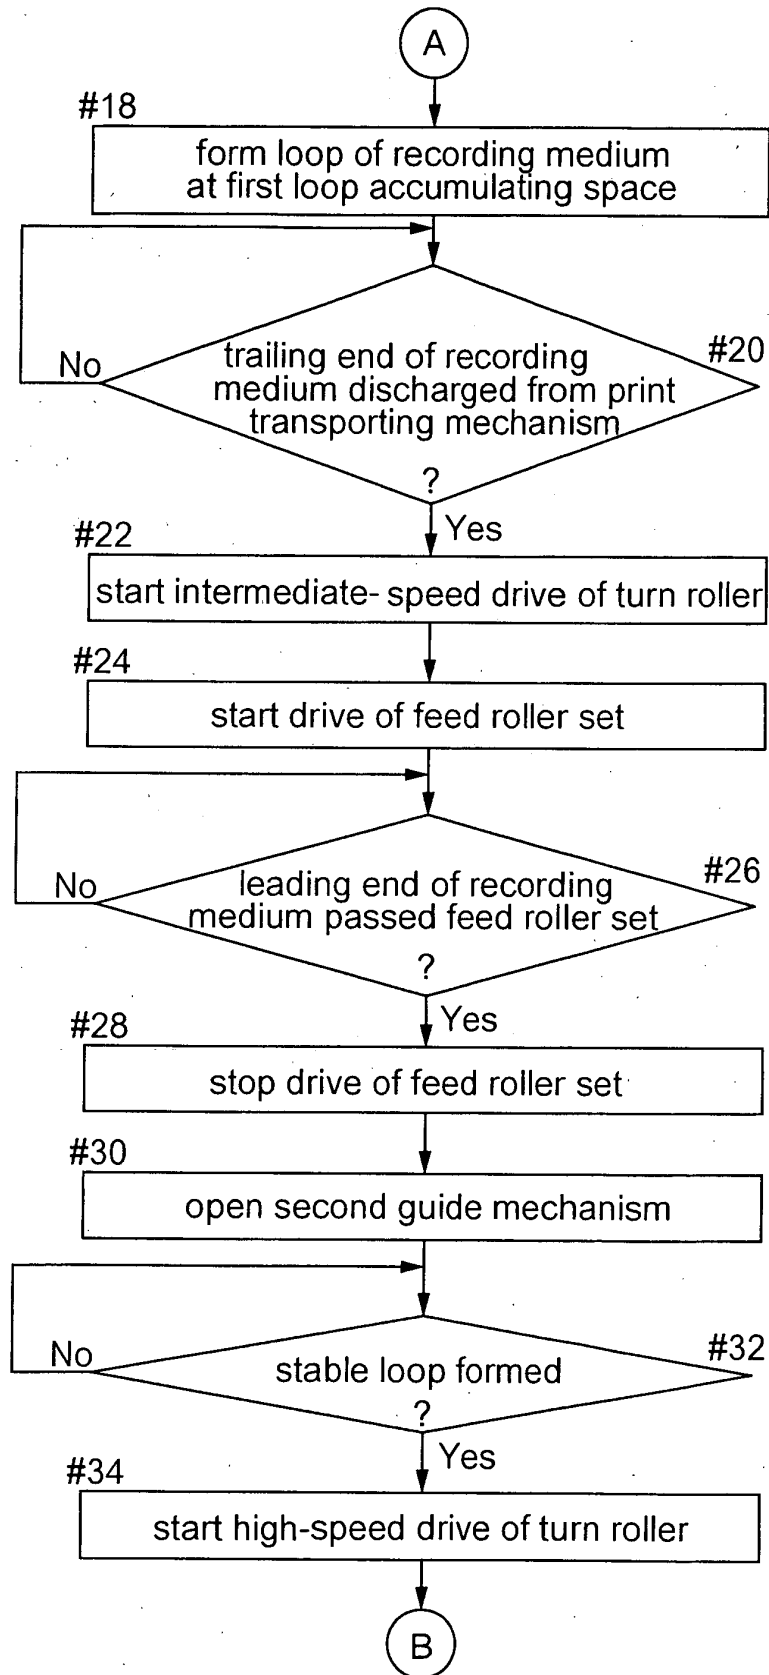 A
#18
form loop of recording medium
at first loop accumulating space
No
trailing end of recording
#20
medium discharged from print
transporting mechanism
?
Yes
#22
start intermediate- speed drive of turn roller
#24
start drive of feed roller set
No
leading end of recording
#26
medium passed feed roller set
?
Yes
#28
stop drive of feed roller set
#30
open second guide mechanism
No
stable loop formed
#32
?
Yes
#34
start high-speed drive of turn roller
B